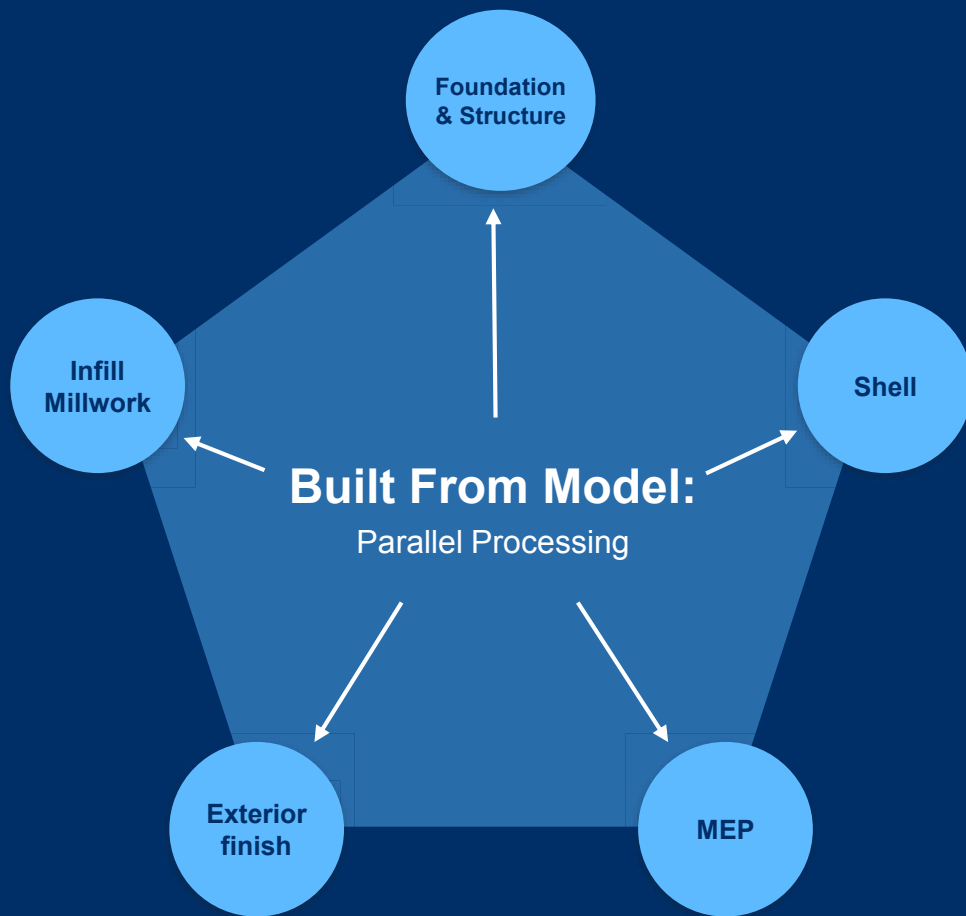 Foundation
& Structure
Infill
Millwork
Shell
Built From Model:
Parallel Processing
Exterior
finish
MEP